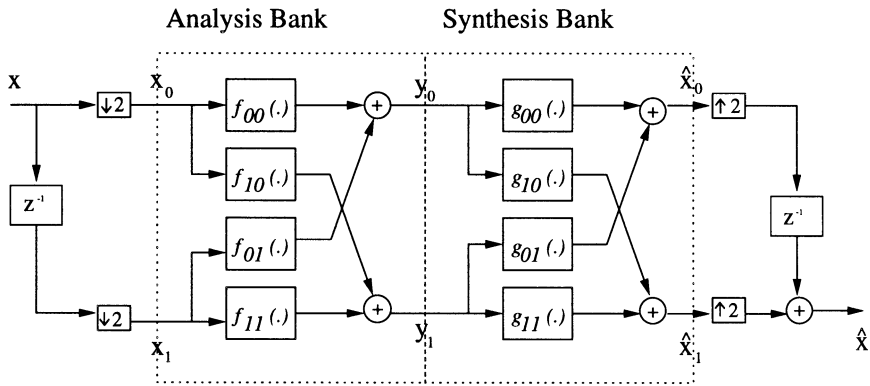 Analysis Bank Synthesis Bank
x ↓2 x₀ f₀₀(.) + y₀ g₀₀(.) + x̂₀ ↑2
f₁₀(.) g₁₀(.)
z⁻¹ z⁻¹
f₀₁(.) g₀₁(.)
↓2 x₁ f₁₁(.) + y₁ g₁₁(.) + x̂₁ ↑2 + x̂